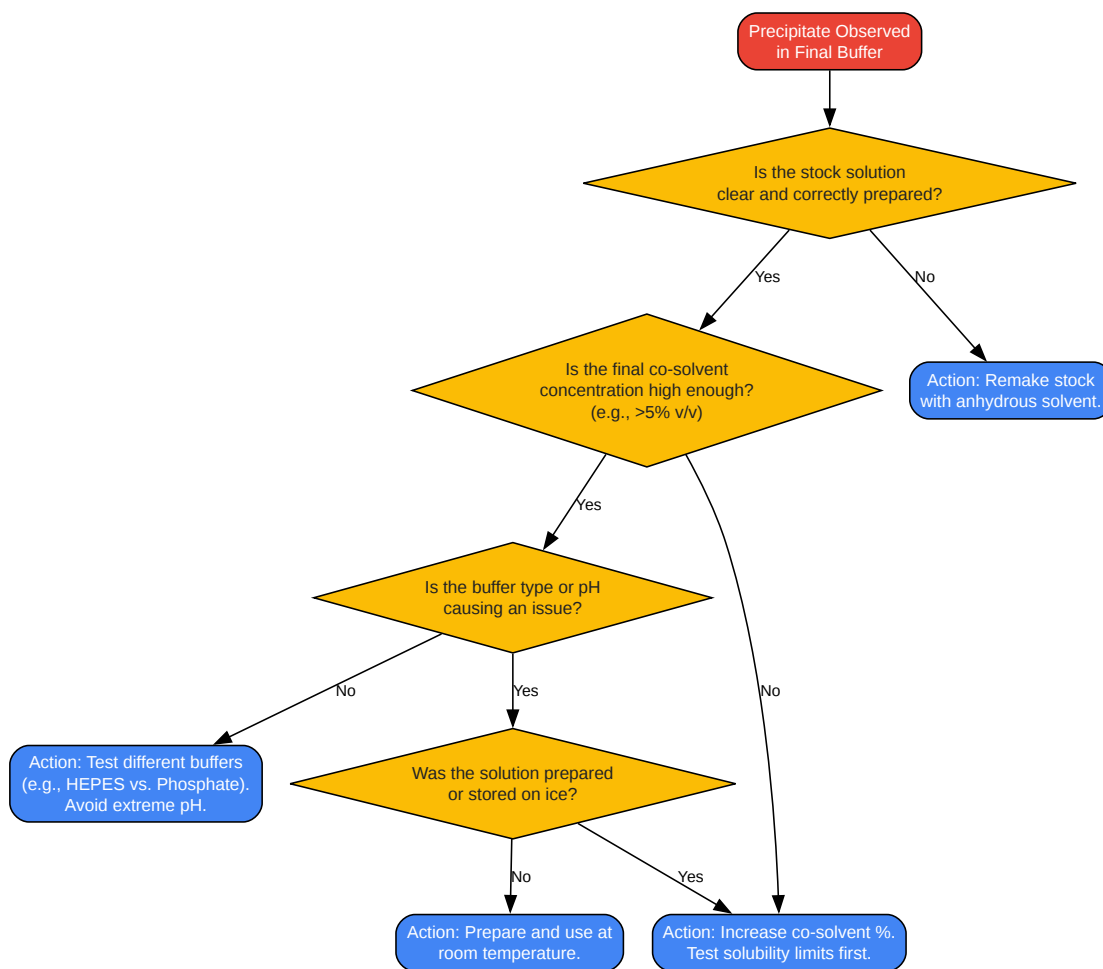 Precipitate Observed
in Final Buffer
Is the stock solution
clear and correctly prepared?
Yes
No
Is the final co-solvent
concentration high enough?
(e.g., >5% v/v)
Action: Remake stock
with anhydrous solvent.
Yes
Is the buffer type or pH
causing an issue?
No
Yes
No
Action: Test different buffers
(e.g., HEPES vs. Phosphate).
Avoid extreme pH.
Was the solution prepared
or stored on ice?
No
Yes
Action: Prepare and use at
room temperature.
Action: Increase co-solvent %.
Test solubility limits first.